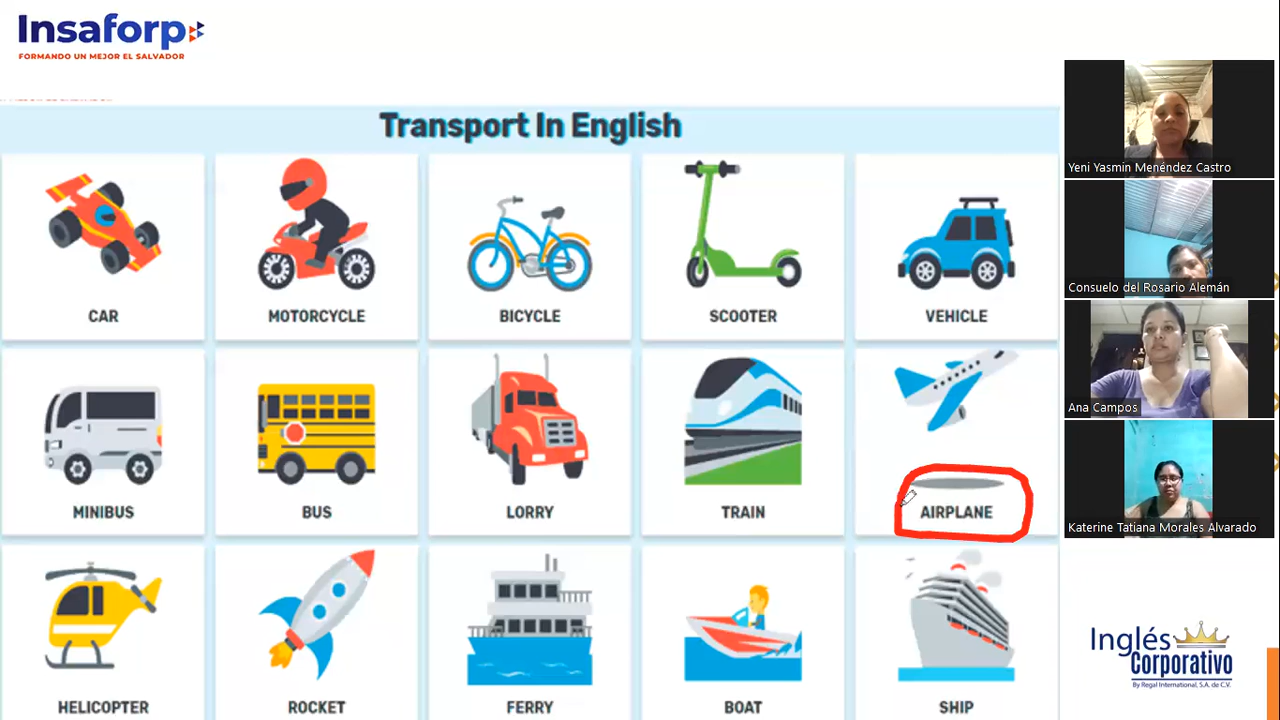 Insaforp
FORMANDO UN MEJOR EL SALVADOR
Transport In English
CAR
MOTORCYCLE
BICYCLE
SCOOTER
VEHICLE
MINIBUS
BUS
LORRY
TRAIN
AIRPLANE
HELICOPTER
ROCKET
FERRY
BOAT
SHIP
Yeni Yasmin Menéndez Castro
Consuelo del Rosario Alemán
Ana Campos
Katerine Tatiana Morales Alvarado
Inglés
Corporativo
By Regal International, S.A. de C.V.